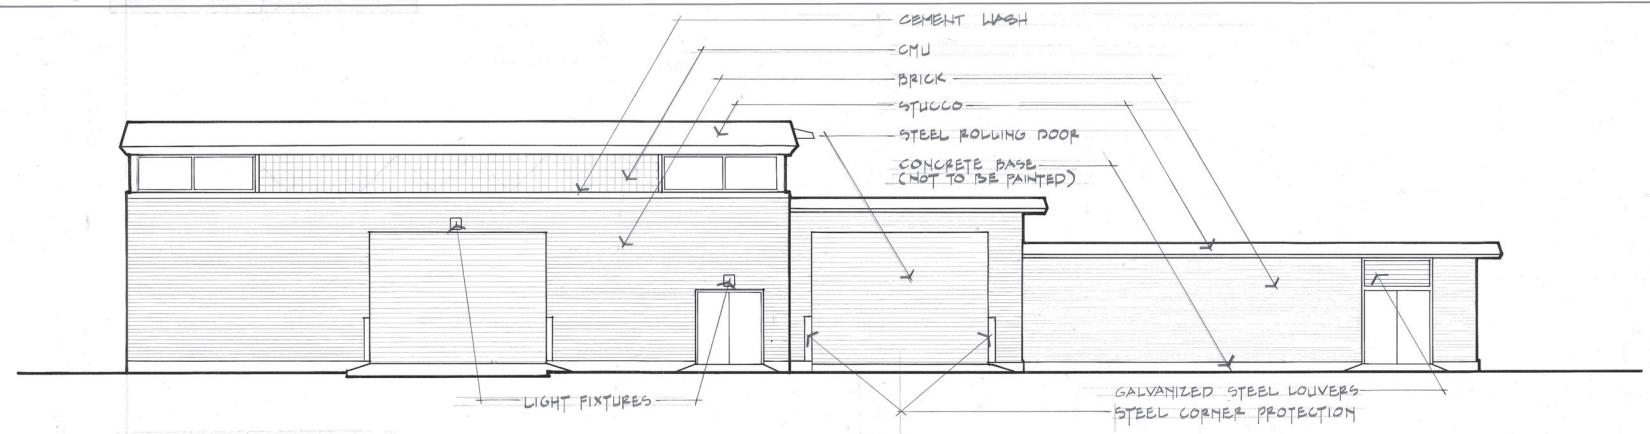 CEMENT WASH
CMU
BRICK
STUCCO
STEEL ROLLING DOOR
CONCRETE BASE
(NOT TO BE PAINTED)
LIGHT FIXTURES
GALVANIZED STEEL LOUVERS
STEEL CORNER PROTECTION